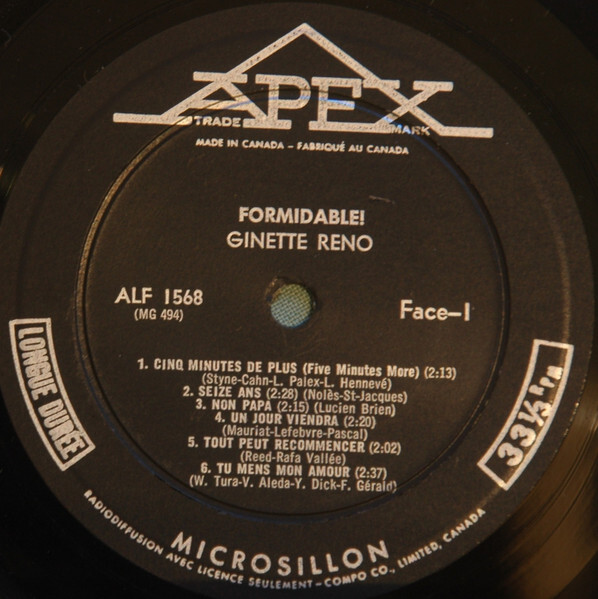 APEX
TRADE MARK
MADE IN CANADA – FABRIQUÉ AU CANADA
FORMIDABLE!
GINETTE RENO
ALF 1568
(MG 494)
Face–1
1. CINQ MINUTES DE PLUS (Five Minutes More) (2:13)
(Styne-Cahn-L. Palex-L. Hennevé)
2. SEIZE ANS (2:28) (Nolès-St-Jacques)
3. NON PAPA (2:15) (Lucien Brien)
4. UN JOUR VIENDRA (2:20)
(Mauriat-Lefebvre-Pascal)
5. TOUT PEUT RECOMMENCER (2:02)
(Reed-Rafa Vallée)
6. TU MENS MON AMOUR (2:37)
(W. Tura-V. Aleda-Y. Dick-F. Gérald)
LONGUE DURÉE
33⅓ R.P.M.
MICROSILLON
RADIODIFFUSION AVEC LICENCE SEULEMENT–COMPO CO., LIMITED, CANADA